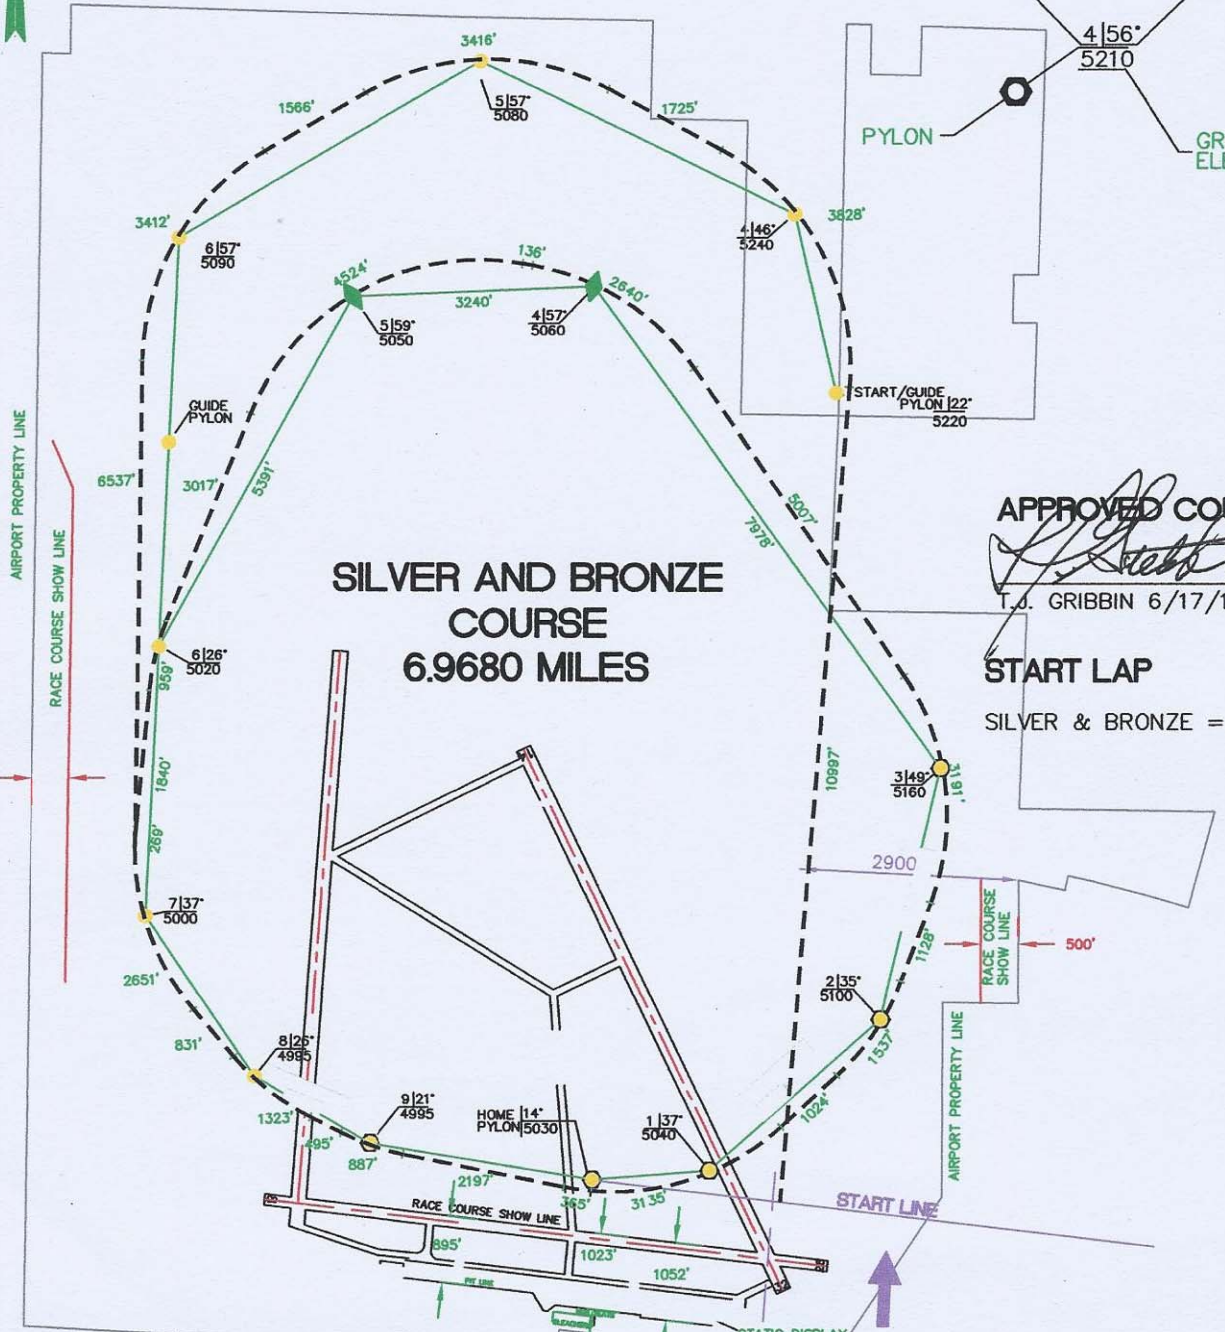 3416'
4|56°
5210
1566'
5|57°
5080
1725'
PYLON
3412'
3828'
6|57°
5090
4|46°
5240
136'
4524'
2640'
3240'
5|59°
5050
4|57°
5060
GUIDE
PYLON
START/GUIDE
PYLON |22°
5220
AIRPORT PROPERTY LINE
RACE COURSE SHOW LINE
6537'
3017'
5391'
5007'
7978'
APPROVED
T.J. GRIBBIN 6/17/1
SILVER AND BRONZE
COURSE
6.9680 MILES
6|26°
5020
959'
START LAP
SILVER & BRONZE =
1840'
269'
10997'
3|49°
5160
3191'
2900
7|37°
5000
RACE COURSE
SHOW LINE
500'
1128'
2|35°
5100
2651'
831'
1537'
8|26°
4995
1323'
495'
9|21°
4995
887'
HOME |14°
PYLON|5030
1|37°
5040
1024'
AIRPORT PROPERTY LINE
2197'
365'
3135'
START LINE
RACE COURSE SHOW LINE
895'
1023'
1052'
PIT LINE
STATIC DISPLAY